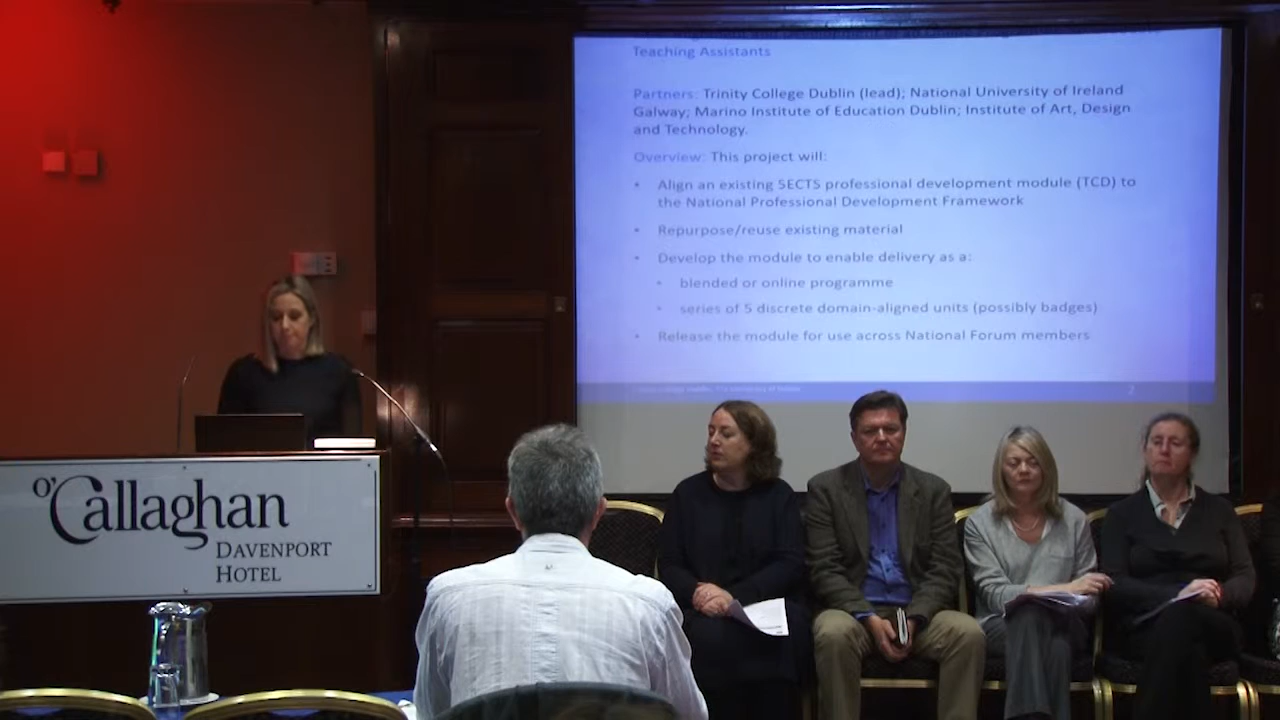 Teaching Assistants
Partners: Trinity College Dublin (lead); National University of Ireland
Galway; Marino Institute of Education Dublin; Institute of Art, Design
and Technology.
Overview: This project will:
• Align an existing 5ECTS professional development module (TCD) to
the National Professional Development Framework
• Repurpose/reuse existing material
• Develop the module to enable delivery as a:
• blended or online programme
• series of 5 discrete domain-aligned units (possibly badges)
• Release the module for use across National Forum members
O'Callaghan
DAVENPORT
HOTEL